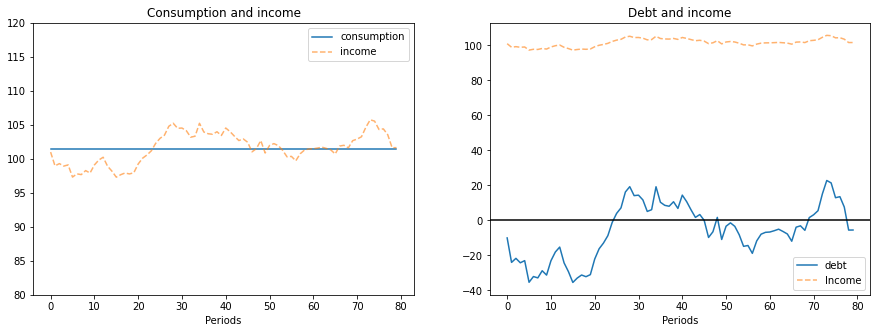 Consumption and income
120
115
110
105
100
95
90
85
80
0 10 20 30 40 50 60 70 80
Periods
consumption
income
Debt and income
100
80
60
40
20
0
−20
−40
0 10 20 30 40 50 60 70 80
Periods
debt
Income